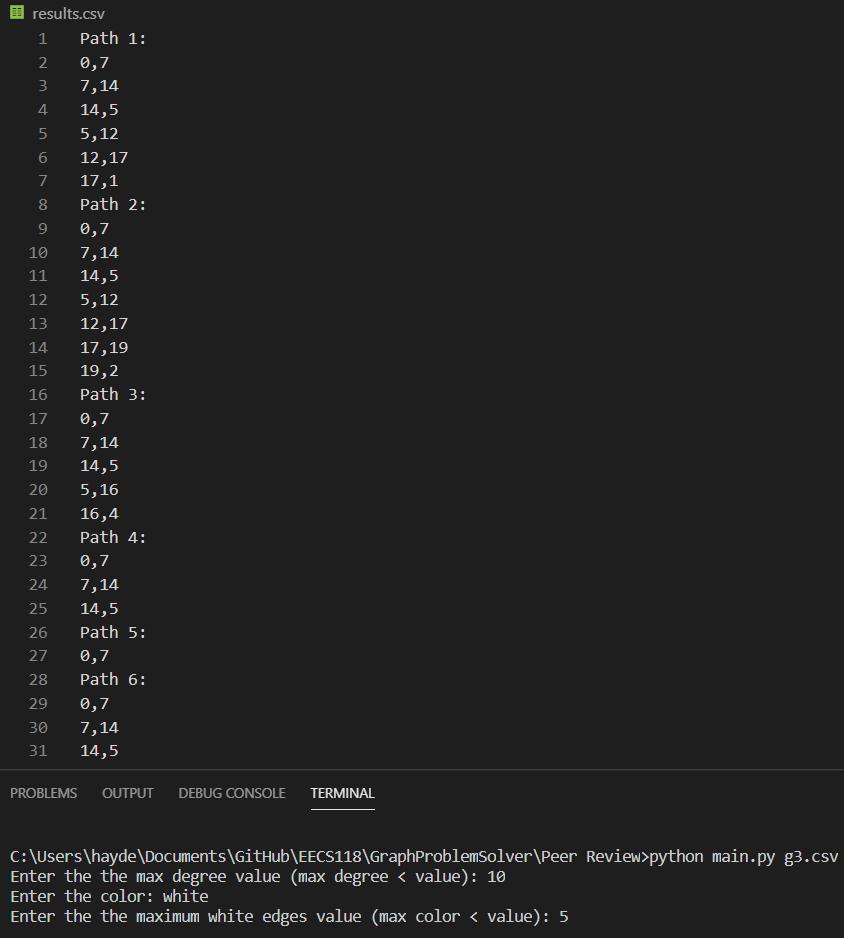 results.csv
1 Path 1:
2 0,7
3 7,14
4 14,5
5 5,12
6 12,17
7 17,1
8 Path 2:
9 0,7
10 7,14
11 14,5
12 5,12
13 12,17
14 17,19
15 19,2
16 Path 3:
17 0,7
18 7,14
19 14,5
20 5,16
21 16,4
22 Path 4:
23 0,7
24 7,14
25 14,5
26 Path 5:
27 0,7
28 Path 6:
29 0,7
30 7,14
31 14,5
PROBLEMS OUTPUT DEBUG CONSOLE TERMINAL
C:\Users\hayde\Documents\GitHub\EECS118\GraphProblemSolver\Peer Review>python main.py g3.csv
Enter the the max degree value (max degree < value): 10
Enter the color: white
Enter the the maximum white edges value (max color < value): 5